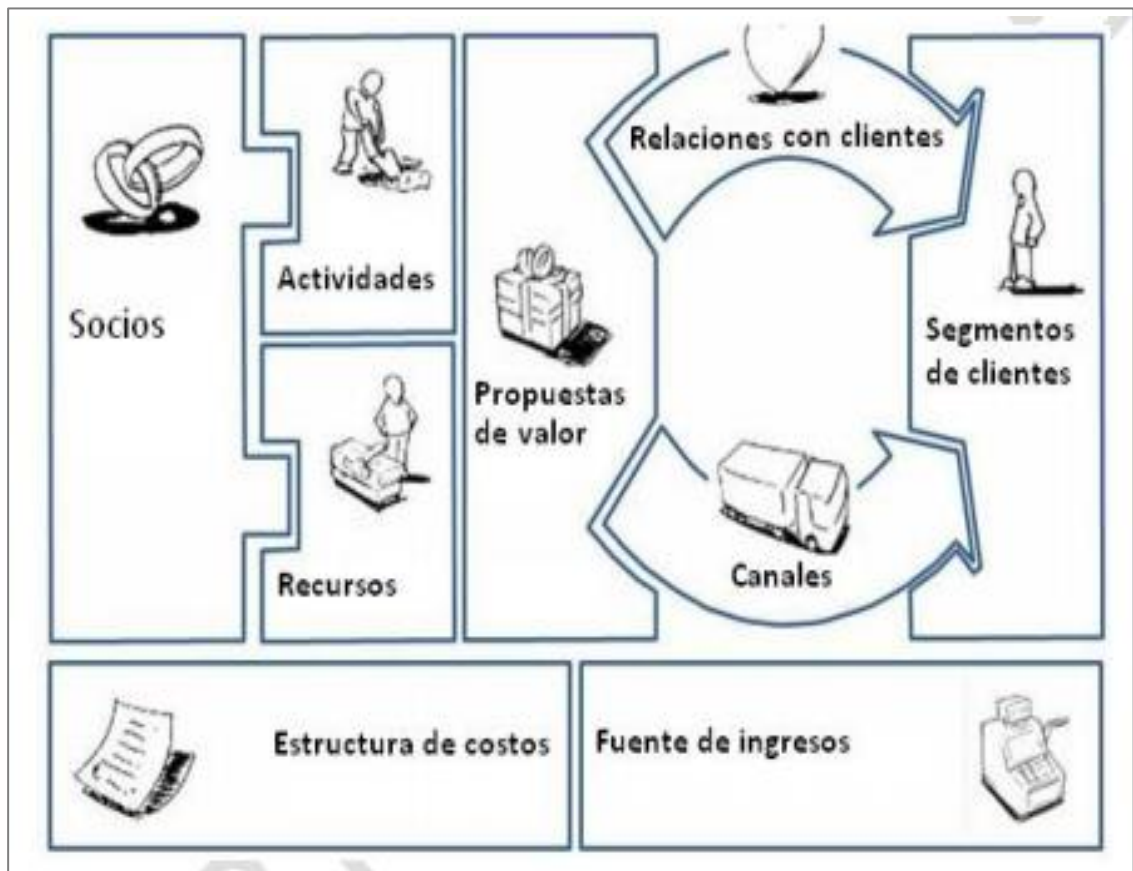 Socios
Actividades
Recursos
Propuestas
de valor
Relaciones con clientes
Canales
Segmentos
de clientes
Estructura de costos
Fuente de ingresos